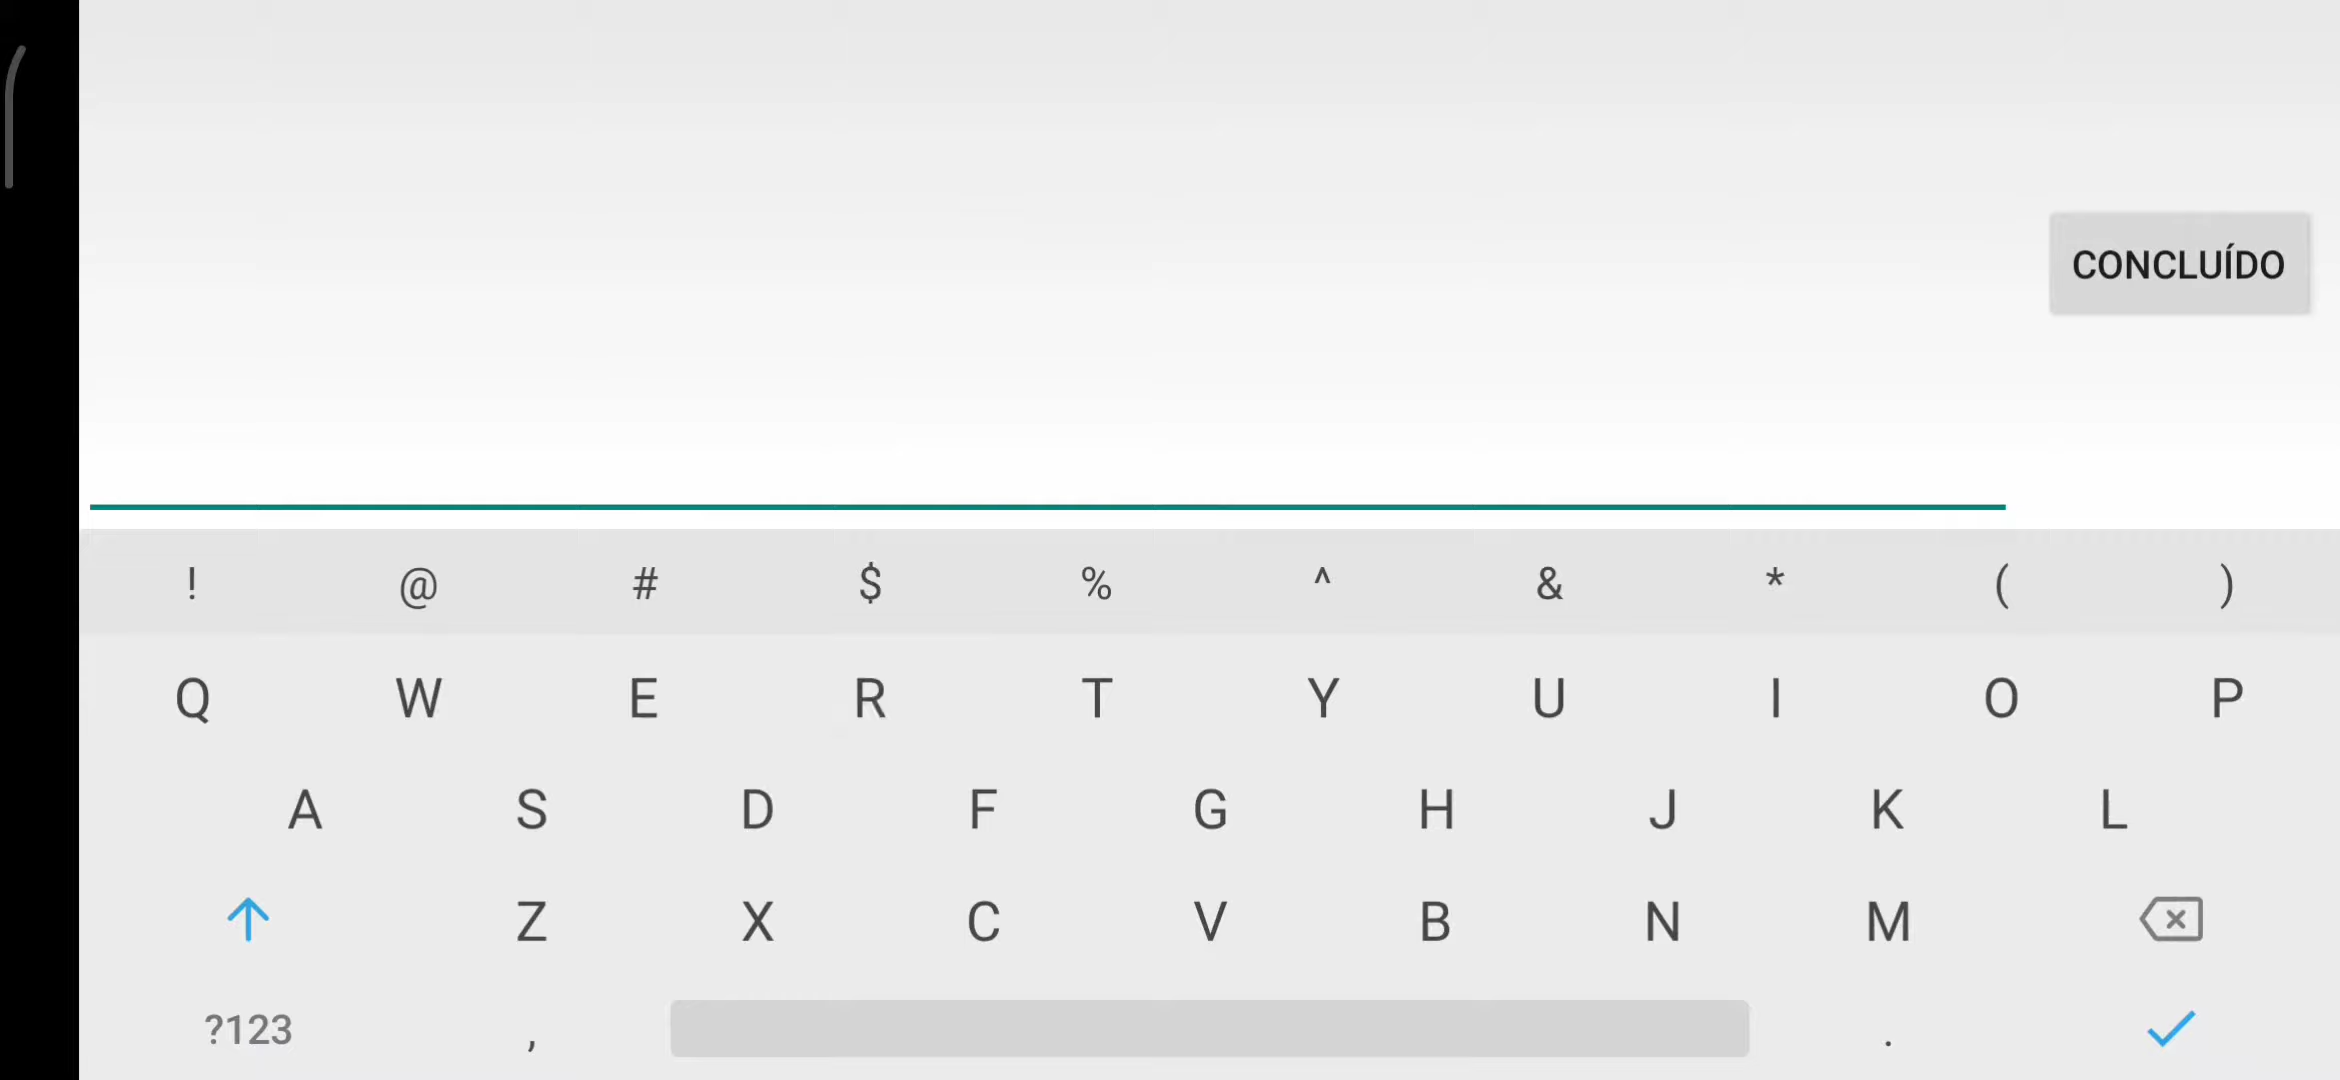 CONCLUÍDO
! @ # $ % ^ & * ( )
Q W E R T Y U I O P
A S D F G H J K L
Z X C V B N M
?123 , .